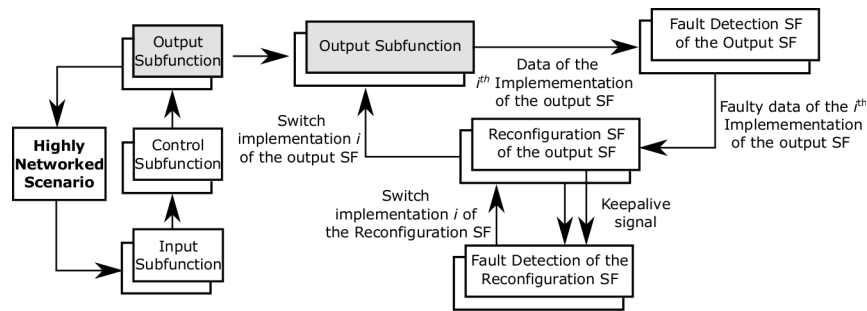 Output
Subfunction
Highly
Networked
Scenario
Control
Subfunction
Input
Subfunction
Output Subfunction
Data of the
ith Implemementation
of the output SF
Fault Detection SF
of the Output SF
Faulty data of the ith
Implemementation
of the output SF
Switch
implementation i
of the output SF
Reconfiguration SF
of the output SF
Switch
implementation i of
the Reconfiguration SF
Keepalive
signal
Fault Detection of the
Reconfiguration SF